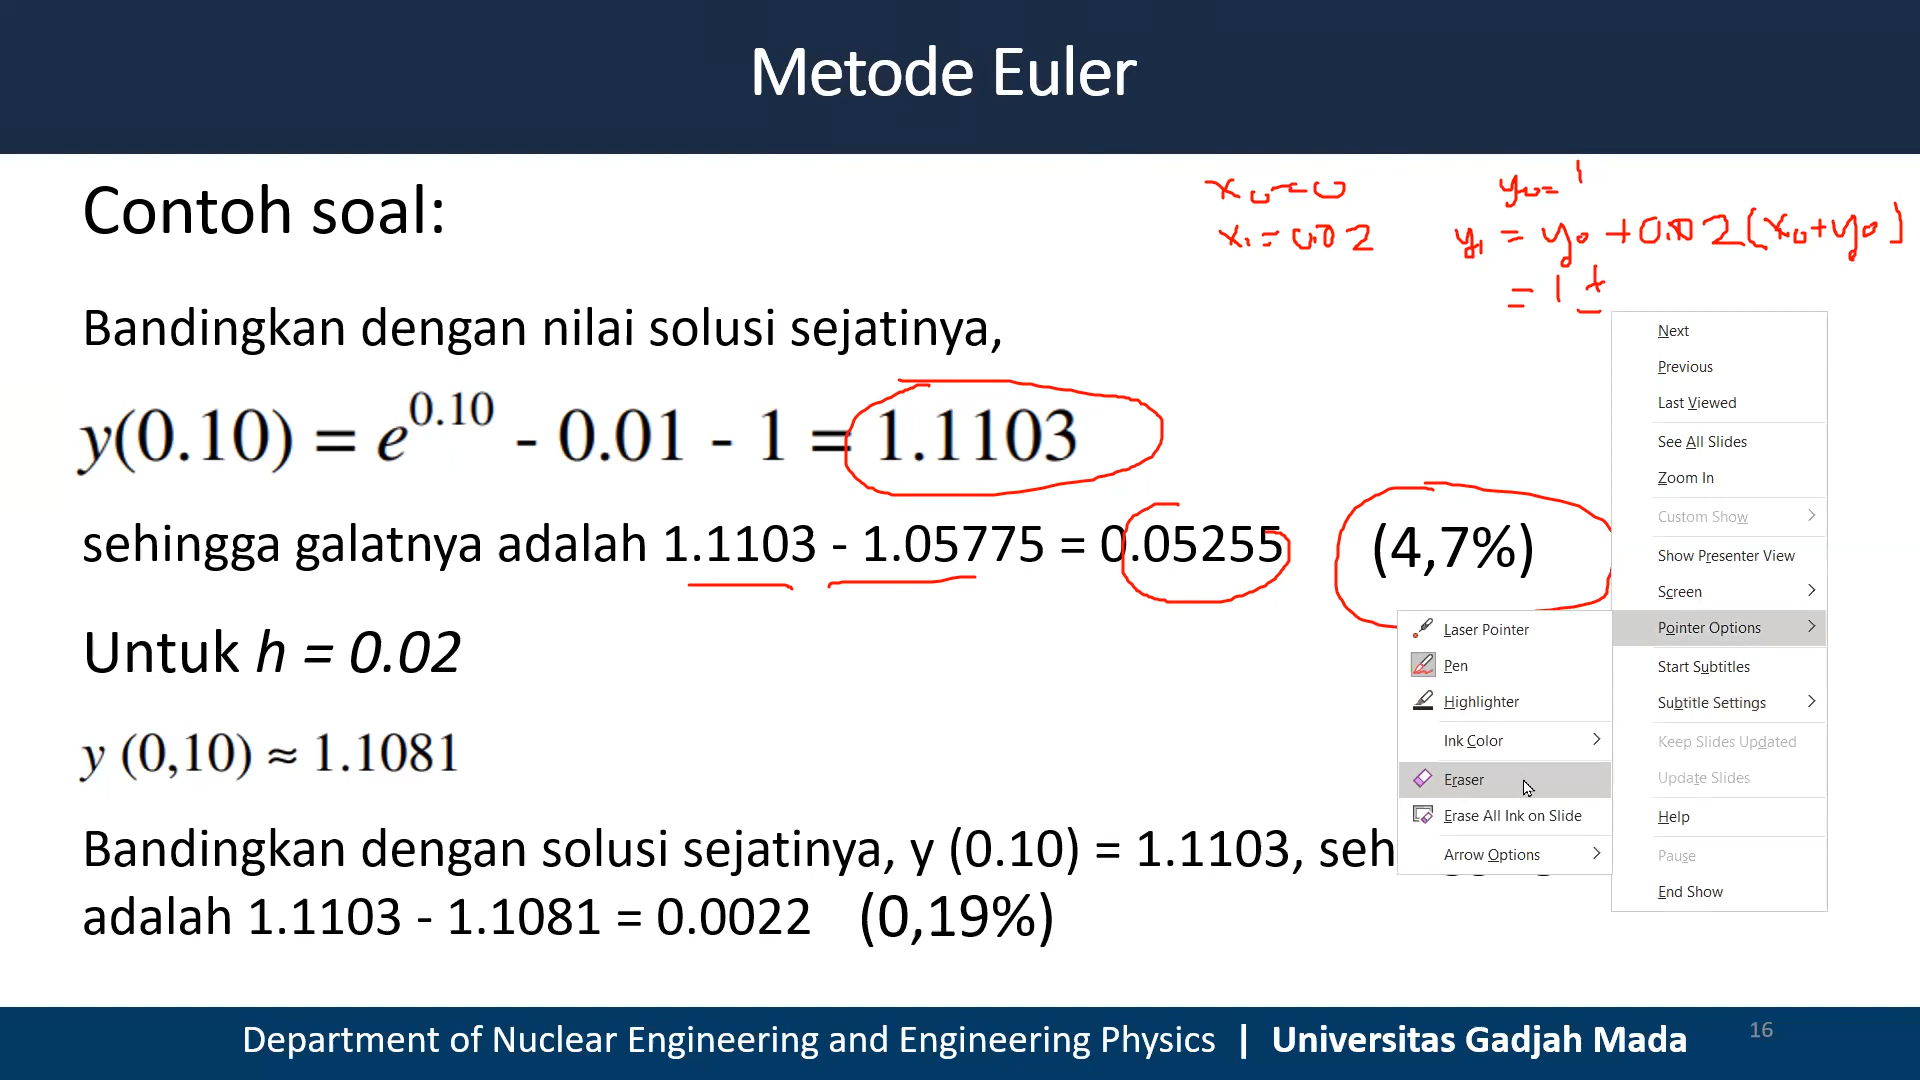 Metode Euler
Contoh soal:
x0 = 0
y0 = 1
x1 = 0.02
y1 = y0 + 0.02 (x0 + y0)
= 1 +
Bandingkan dengan nilai solusi sejatinya,
y(0.10) = e^0.10 - 0.01 - 1 = 1.1103
sehingga galatnya adalah 1.1103 - 1.05775 = 0.05255 (4,7%)
Untuk h = 0.02
y (0,10) ≈ 1.1081
Bandingkan dengan solusi sejatinya, y (0.10) = 1.1103, seh
adalah 1.1103 - 1.1081 = 0.0022 (0,19%)
Next
Previous
Last Viewed
See All Slides
Zoom In
Custom Show
Show Presenter View
Screen
Pointer Options
Start Subtitles
Subtitle Settings
Keep Slides Updated
Update Slides
Help
Pause
End Show
Laser Pointer
Pen
Highlighter
Ink Color
Eraser
Erase All Ink on Slide
Arrow Options
Department of Nuclear Engineering and Engineering Physics | Universitas Gadjah Mada
16